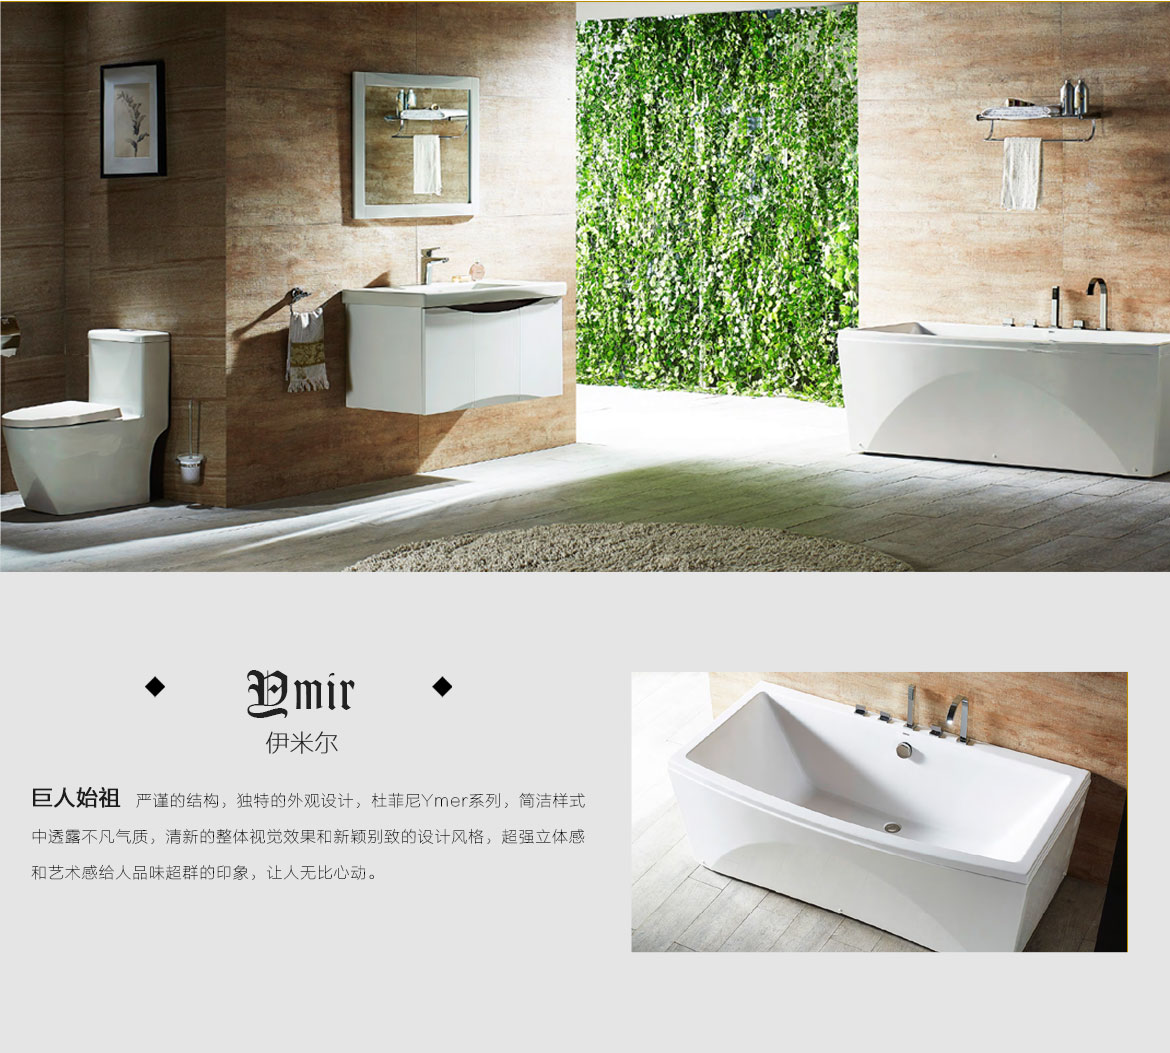 Ymir
伊米尔
巨人始祖 严谨的结构，独特的外观设计，杜菲尼Ymer系列，简洁样式
中透露不凡气质，清新的整体视觉效果和新颖别致的设计风格，超强立体感
和艺术感给人品味超群的印象，让人无比心动。